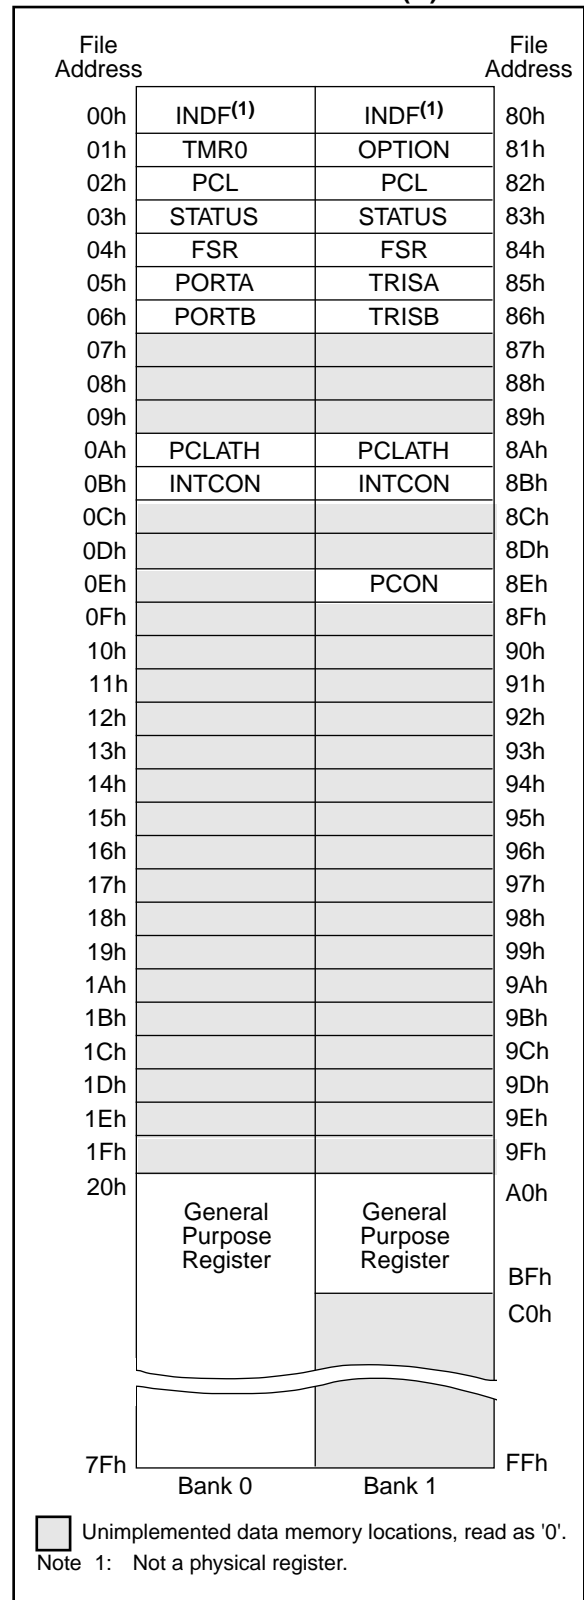 File Address File Address
00h INDF(1) INDF(1) 80h
01h TMR0 OPTION 81h
02h PCL PCL 82h
03h STATUS STATUS 83h
04h FSR FSR 84h
05h PORTA TRISA 85h
06h PORTB TRISB 86h
07h 87h
08h 88h
09h 89h
0Ah PCLATH PCLATH 8Ah
0Bh INTCON INTCON 8Bh
0Ch 8Ch
0Dh 8Dh
0Eh PCON 8Eh
0Fh 8Fh
10h 90h
11h 91h
12h 92h
13h 93h
14h 94h
15h 95h
16h 96h
17h 97h
18h 98h
19h 99h
1Ah 9Ah
1Bh 9Bh
1Ch 9Ch
1Dh 9Dh
1Eh 9Eh
1Fh 9Fh
20h A0h
General General
Purpose Purpose
Register Register
BFh
C0h
7Fh FFh
Bank 0 Bank 1
Unimplemented data memory locations, read as '0'.
Note 1: Not a physical register.